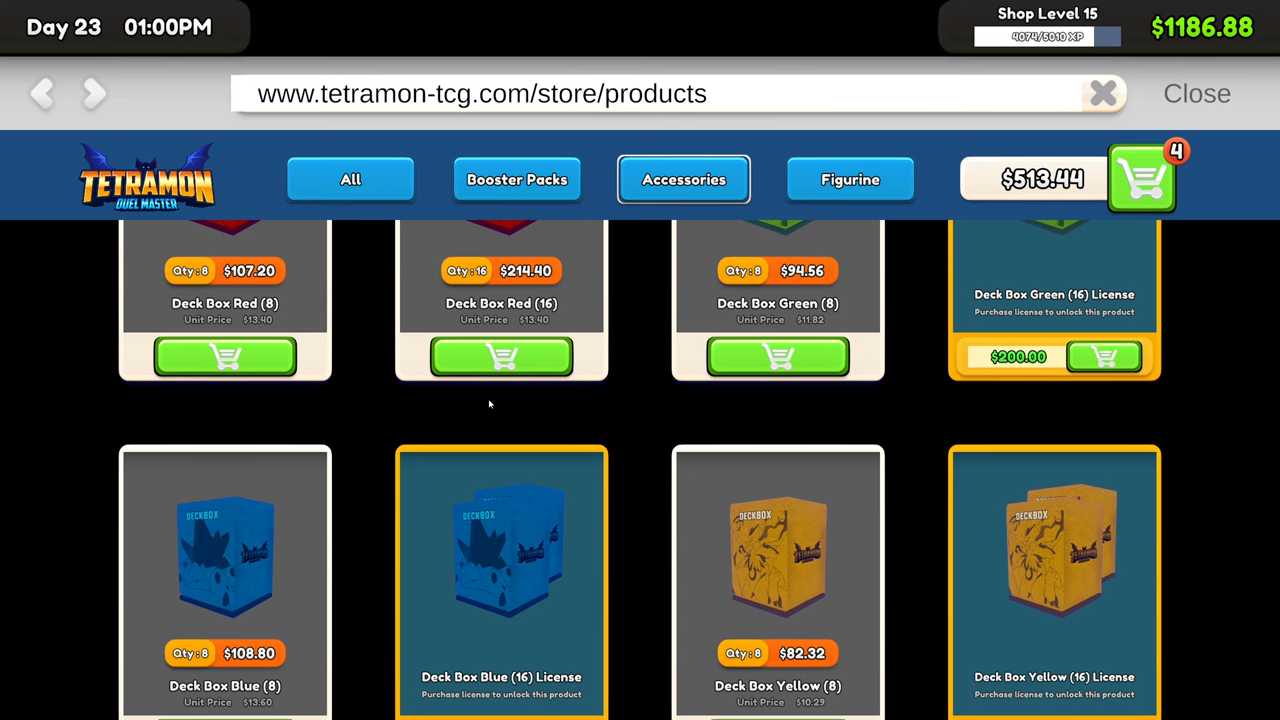 Day 23 01:00PM
Shop Level 15
4074/5010 XP
$1186.88
www.tetramon-tcg.com/store/products
Close
TETRAMON
DUEL MASTER
All
Booster Packs
Accessories
Figurine
$513.44
4
Qty : 8 $107.20
Deck Box Red (8)
Unit Price $13.40
Qty : 16 $214.40
Deck Box Red (16)
Unit Price $13.40
Qty : 8 $94.56
Deck Box Green (8)
Unit Price $11.82
Deck Box Green (16) License
Purchase license to unlock this product
$200.00
DECKBOX
Qty : 8 $108.80
Deck Box Blue (8)
Unit Price $13.60
DECKBOX
Deck Box Blue (16) License
Purchase license to unlock this product
DECKBOX
Qty : 8 $82.32
Deck Box Yellow (8)
Unit Price $10.29
DECKBOX
Deck Box Yellow (16) License
Purchase license to unlock this product